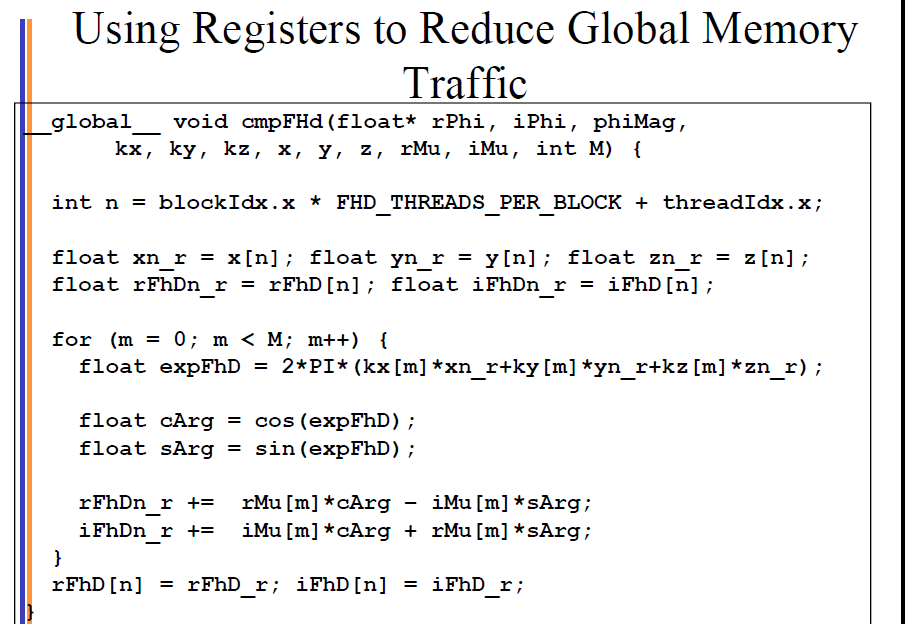 Using Registers to Reduce Global Memory
Traffic
__global__ void cmpFHd(float* rPhi, iPhi, phiMag,
kx, ky, kz, x, y, z, rMu, iMu, int M) {
int n = blockIdx.x * FHD_THREADS_PER_BLOCK + threadIdx.x;
float xn_r = x[n]; float yn_r = y[n]; float zn_r = z[n];
float rFhDn_r = rFhD[n]; float iFhDn_r = iFhD[n];
for (m = 0; m < M; m++) {
float expFhD = 2*PI*(kx[m]*xn_r+ky[m]*yn_r+kz[m]*zn_r);
float cArg = cos(expFhD);
float sArg = sin(expFhD);
rFhDn_r += rMu[m]*cArg – iMu[m]*sArg;
iFhDn_r += iMu[m]*cArg + rMu[m]*sArg;
}
rFhD[n] = rFhD_r; iFhD[n] = iFhD_r;
}